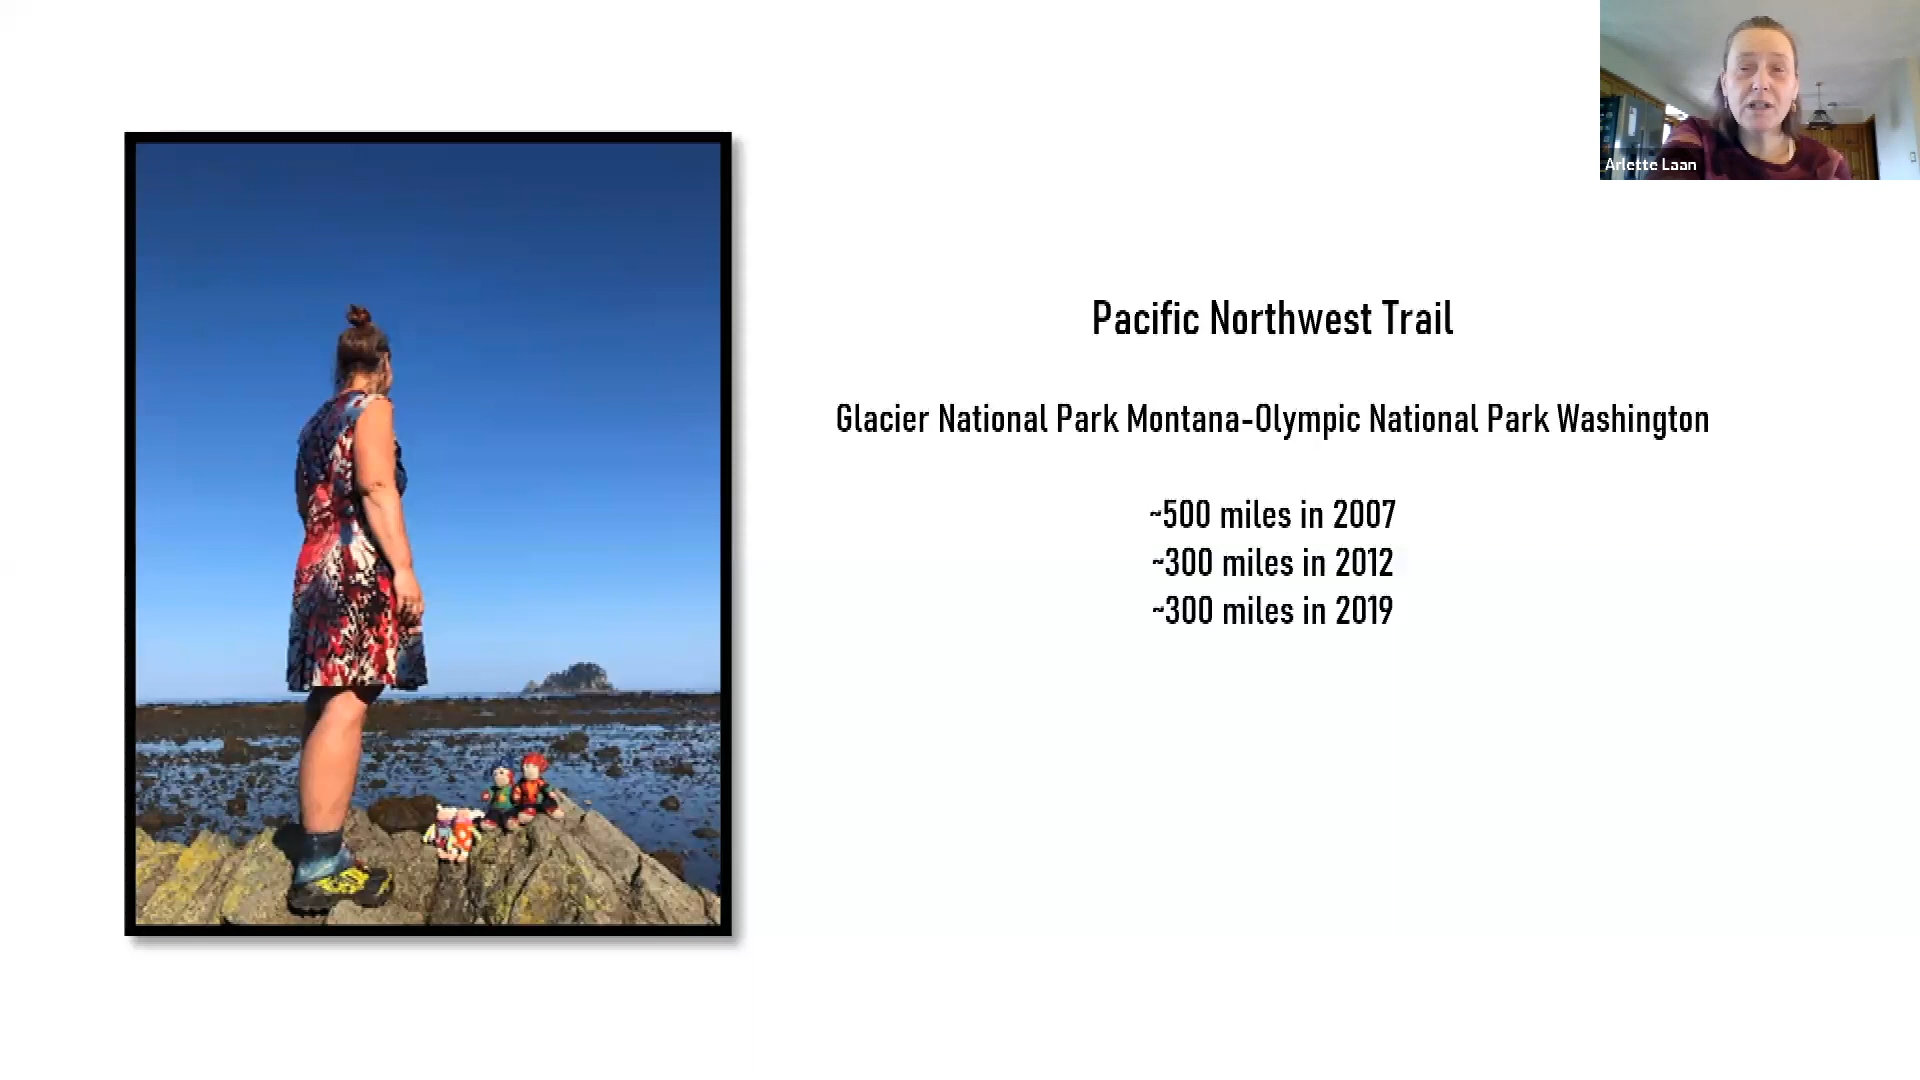 Arlette Laan
Pacific Northwest Trail
Glacier National Park Montana-Olympic National Park Washington
~500 miles in 2007
~300 miles in 2012
~300 miles in 2019